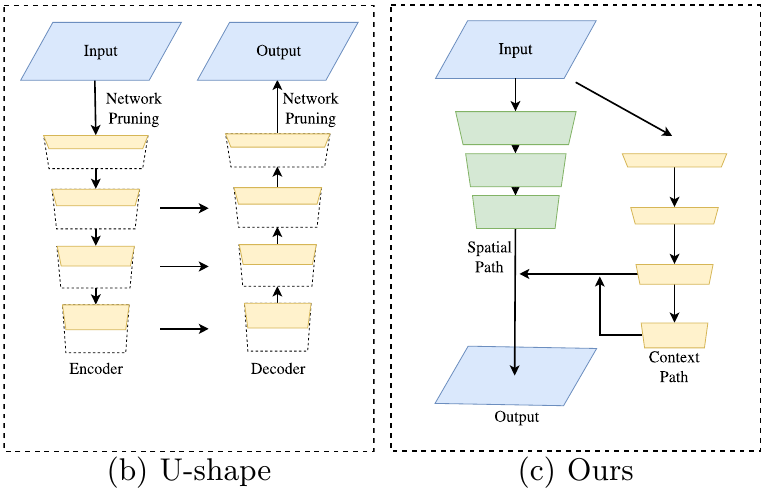 Input
Output
Network
Pruning
Network
Pruning
Encoder
Decoder
(b) U-shape
Input
Spatial
Path
Context
Path
Output
(c) Ours